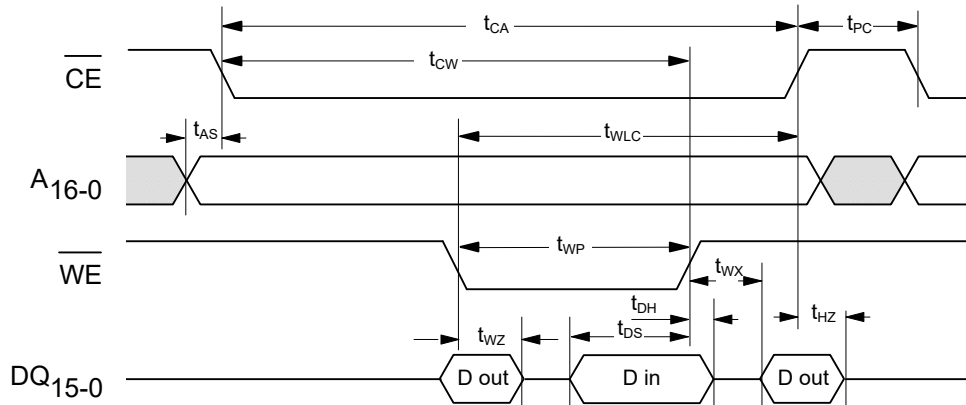 tCA
tPC
CE
tCW
tAS
tWLC
A16-0
WE
tWP
tWX
tDH
tHZ
tWZ
tDS
DQ15-0
D out
D in
D out